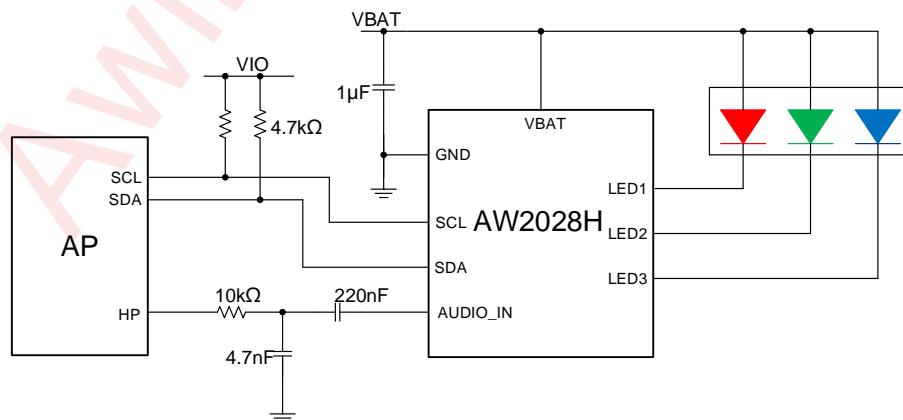 VBAT
VIO
1µF
4.7kΩ
VBAT
GND
SCL
SDA
AP
LED1
SCL
AW2028H
LED2
SDA
LED3
10kΩ
220nF
HP
AUDIO_IN
4.7nF